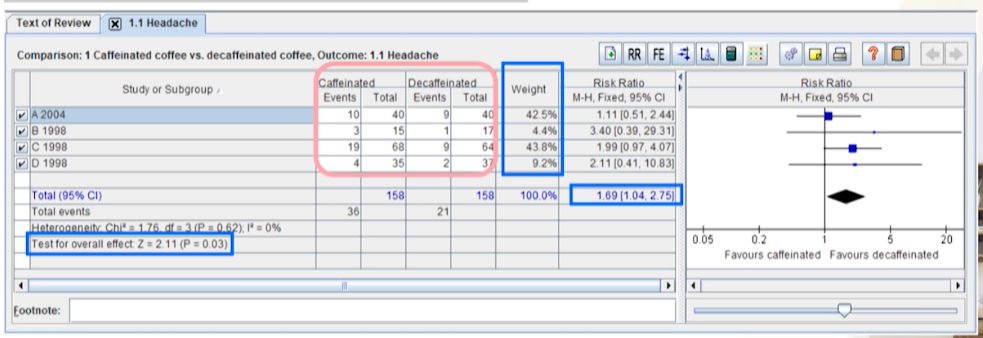 Text of Review 1.1 Headache
Comparison: 1 Caffeinated coffee vs. decaffeinated coffee, Outcome: 1.1 Headache RR FE
Study or Subgroup Caffeinated Decaffeinated Weight Risk Ratio Risk Ratio
Events Total Events Total M-H, Fixed, 95% CI M-H, Fixed, 95% CI
A 2004 10 40 9 40 42.5% 1.11 [0.51, 2.44]
B 1998 3 15 1 17 4.4% 3.40 [0.39, 29.31]
C 1998 19 68 9 64 43.8% 1.99 [0.97, 4.07]
D 1998 4 35 2 37 9.2% 2.11 [0.41, 10.83]
Total (95% CI) 158 158 100.0% 1.69 [1.04, 2.75]
Total events 36 21
Heterogeneity: Chi² = 1.76, df = 3 (P = 0.62); I² = 0%
Test for overall effect: Z = 2.11 (P = 0.03)
0.05 0.2 1 5 20
Favours caffeinated Favours decaffeinated
Footnote: